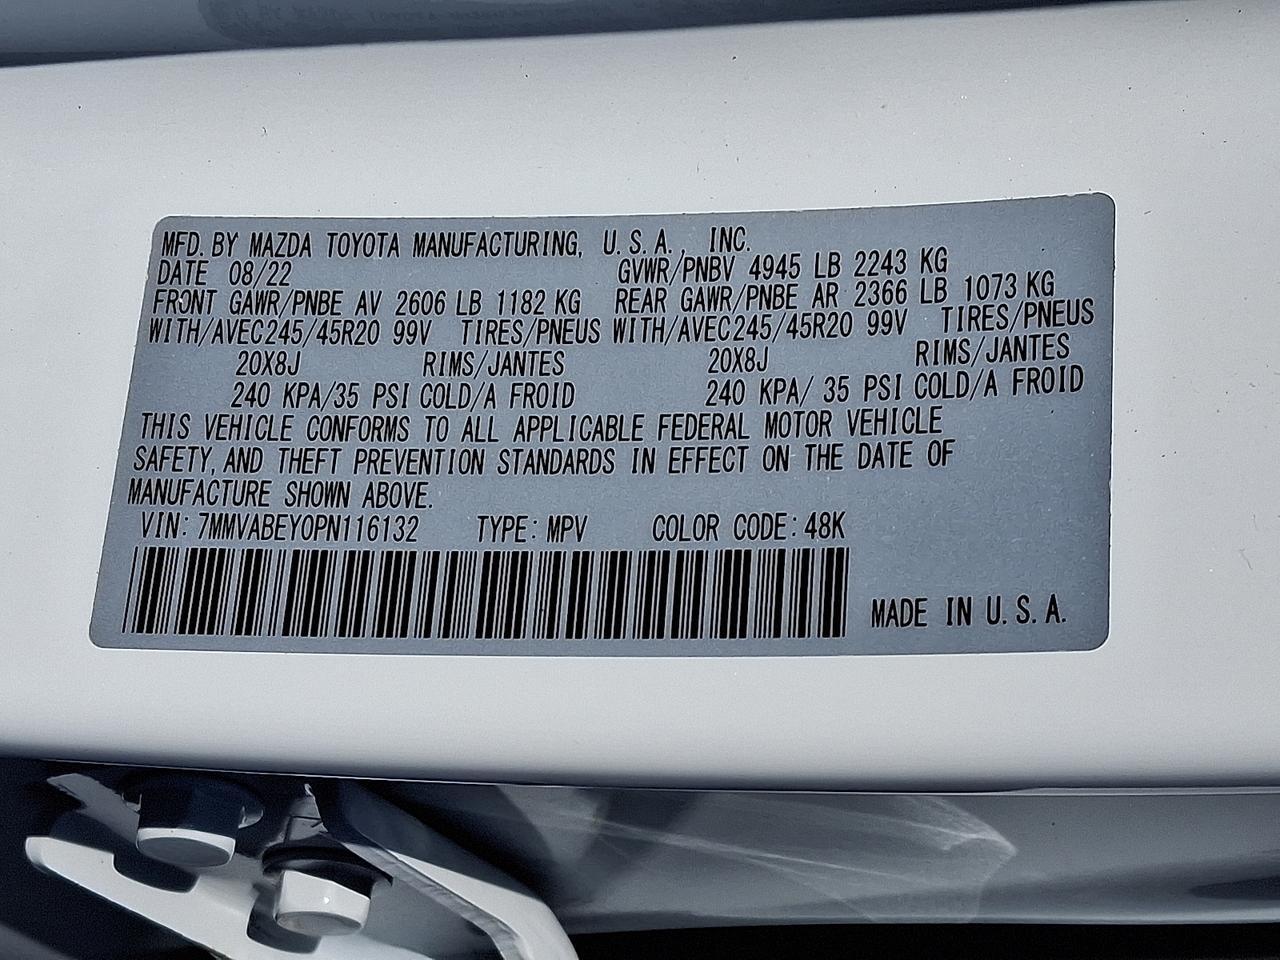 MFD. BY MAZDA TOYOTA MANUFACTURING, U.S.A., INC.
DATE 08/22 GVWR/PNBV 4945 LB 2243 KG
FRONT GAWR/PNBE AV 2606 LB 1182 KG REAR GAWR/PNBE AR 2366 LB 1073 KG
WITH/AVEC245/45R20 99V TIRES/PNEUS WITH/AVEC245/45R20 99V TIRES/PNEUS
20X8J RIMS/JANTES 20X8J RIMS/JANTES
240 KPA/35 PSI COLD/A FROID 240 KPA/ 35 PSI COLD/A FROID
THIS VEHICLE CONFORMS TO ALL APPLICABLE FEDERAL MOTOR VEHICLE
SAFETY, AND THEFT PREVENTION STANDARDS IN EFFECT ON THE DATE OF
MANUFACTURE SHOWN ABOVE.
VIN: 7MMVABEY0PN116132 TYPE: MPV COLOR CODE: 48K
MADE IN U.S.A.